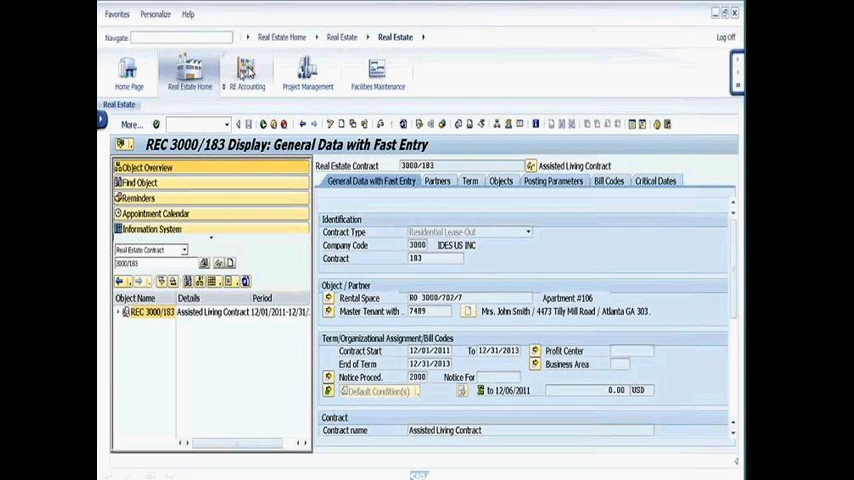 Favorites Personalize Help
Navigate: Real Estate Home Real Estate Real Estate Log Off
Home Page Real Estate Home RE Accounting Project Management Facilities Maintenance
Real Estate
More...
REC 3000/183 Display: General Data with Fast Entry
Object Overview
Find Object
Reminders
Appointment Calendar
Information System
Real Estate Contract
3000/183
Object Name Details Period
REC 3000/183 Assisted Living Contract 12/01/2011-12/31/
Real Estate Contract 3000/183 Assisted Living Contract
General Data with Fast Entry Partners Term Objects Posting Parameters Bill Codes Critical Dates
Identification
Contract Type Residential Lease-Out
Company Code 3000 IDES US INC
Contract 183
Object / Partner
Rental Space RO 3000/702/7 Apartment #106
Master Tenant with . 7489 Mrs. John Smith / 4473 Tilly Mill Road / Atlanta GA 303.
Term/Organizational Assignment/Bill Codes
Contract Start 12/01/2011 To 12/31/2013 Profit Center
End of Term 12/31/2013 Business Area
Notice Proced. 2000 Notice For
Default Condition(s) to 12/06/2011 0.00 USD
Contract
Contract name Assisted Living Contract
SAP